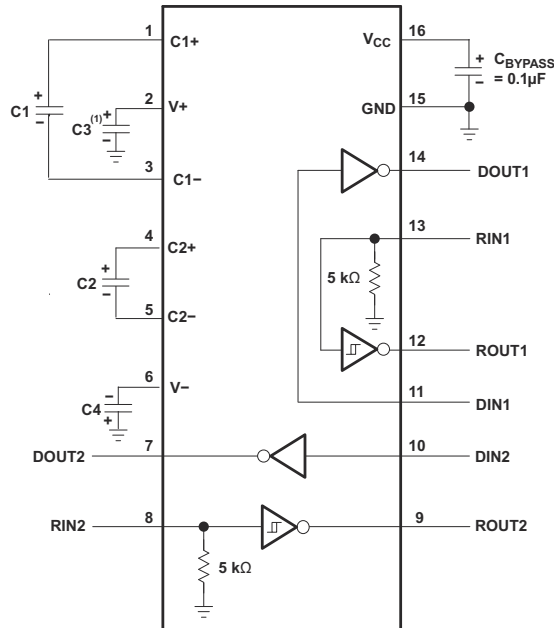 1
C1+
VCC
16
+
CBYPASS
= 0.1µF
−
+
C1
−
2
V+
+
C3(1)
−
GND
15
14
DOUT1
3
C1−
13
RIN1
4
C2+
5 kΩ
+
C2
−
5
C2−
12
ROUT1
6
V−
−
C4
+
11
DIN1
DOUT2
7
10
DIN2
RIN2
8
9
ROUT2
5 kΩ